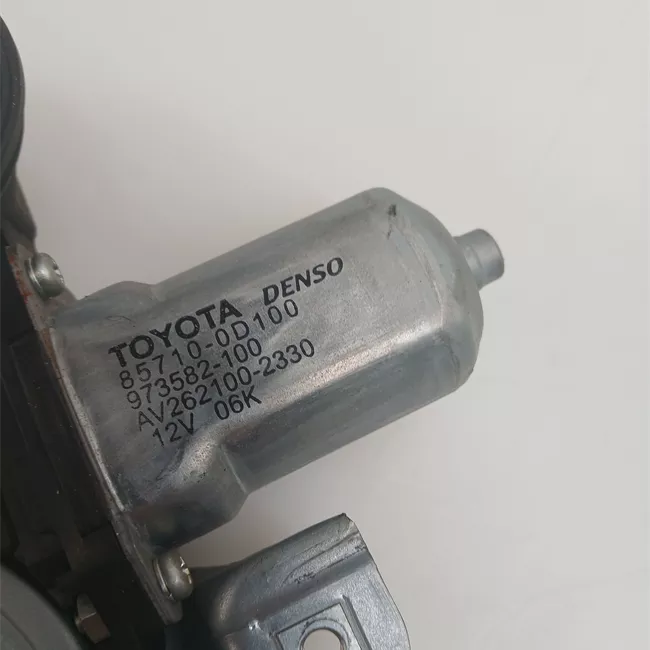 TOYOTA DENSO
85710-0D100
973582-100
AV262100-2330
12V 06K